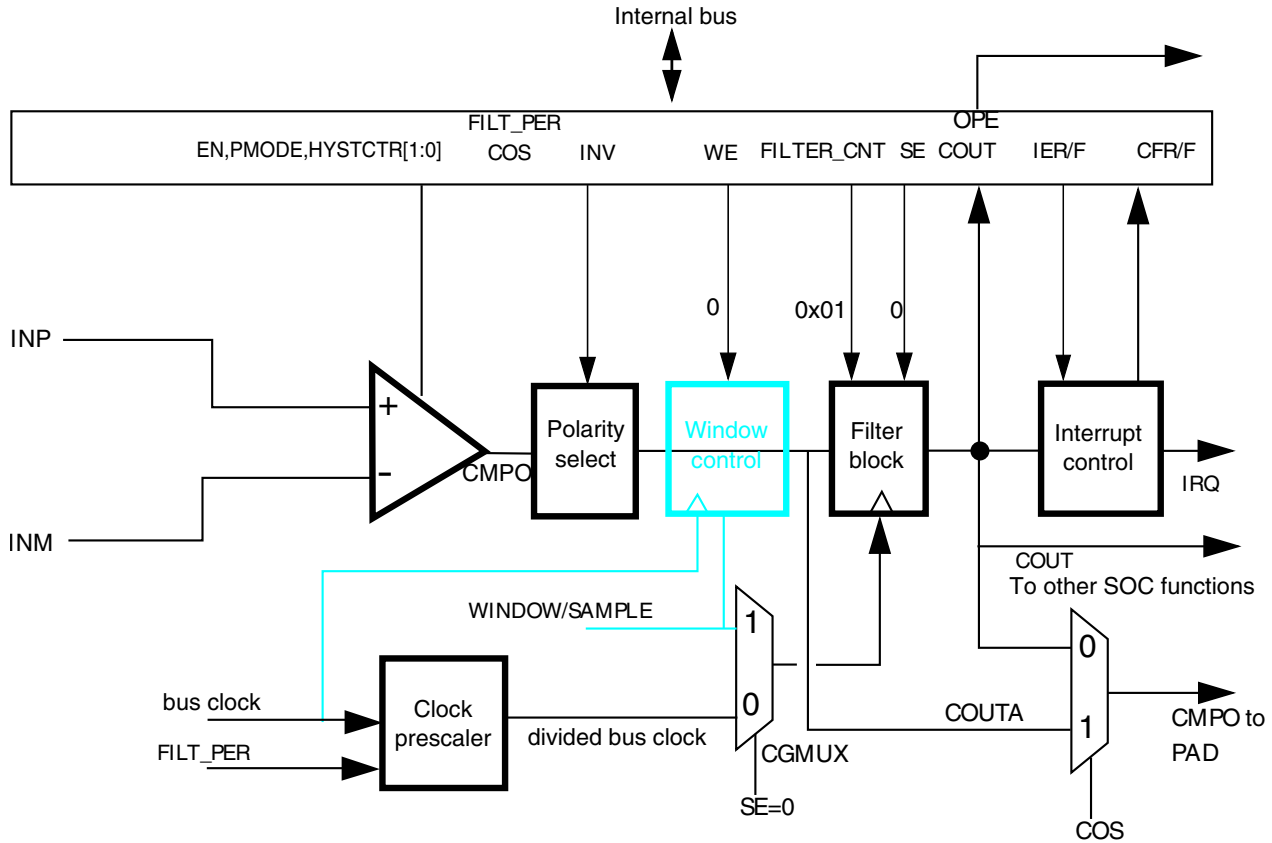 Internal bus
FILT_PER
OPE
EN,PMODE,HYSTCTR[1:0]
COS
INV
WE
FILTER_CNT
SE
COUT
IER/F
CFR/F
0
0x01
0
INP
+
-
CMPO
Polarity
select
Window
control
Filter
block
Interrupt
control
IRQ
INM
COUT
To other SOC functions
WINDOW/SAMPLE
1
0
0
1
bus clock
FILT_PER
Clock
prescaler
divided bus clock
CGMUX
SE=0
COUTA
CMPO to
PAD
COS